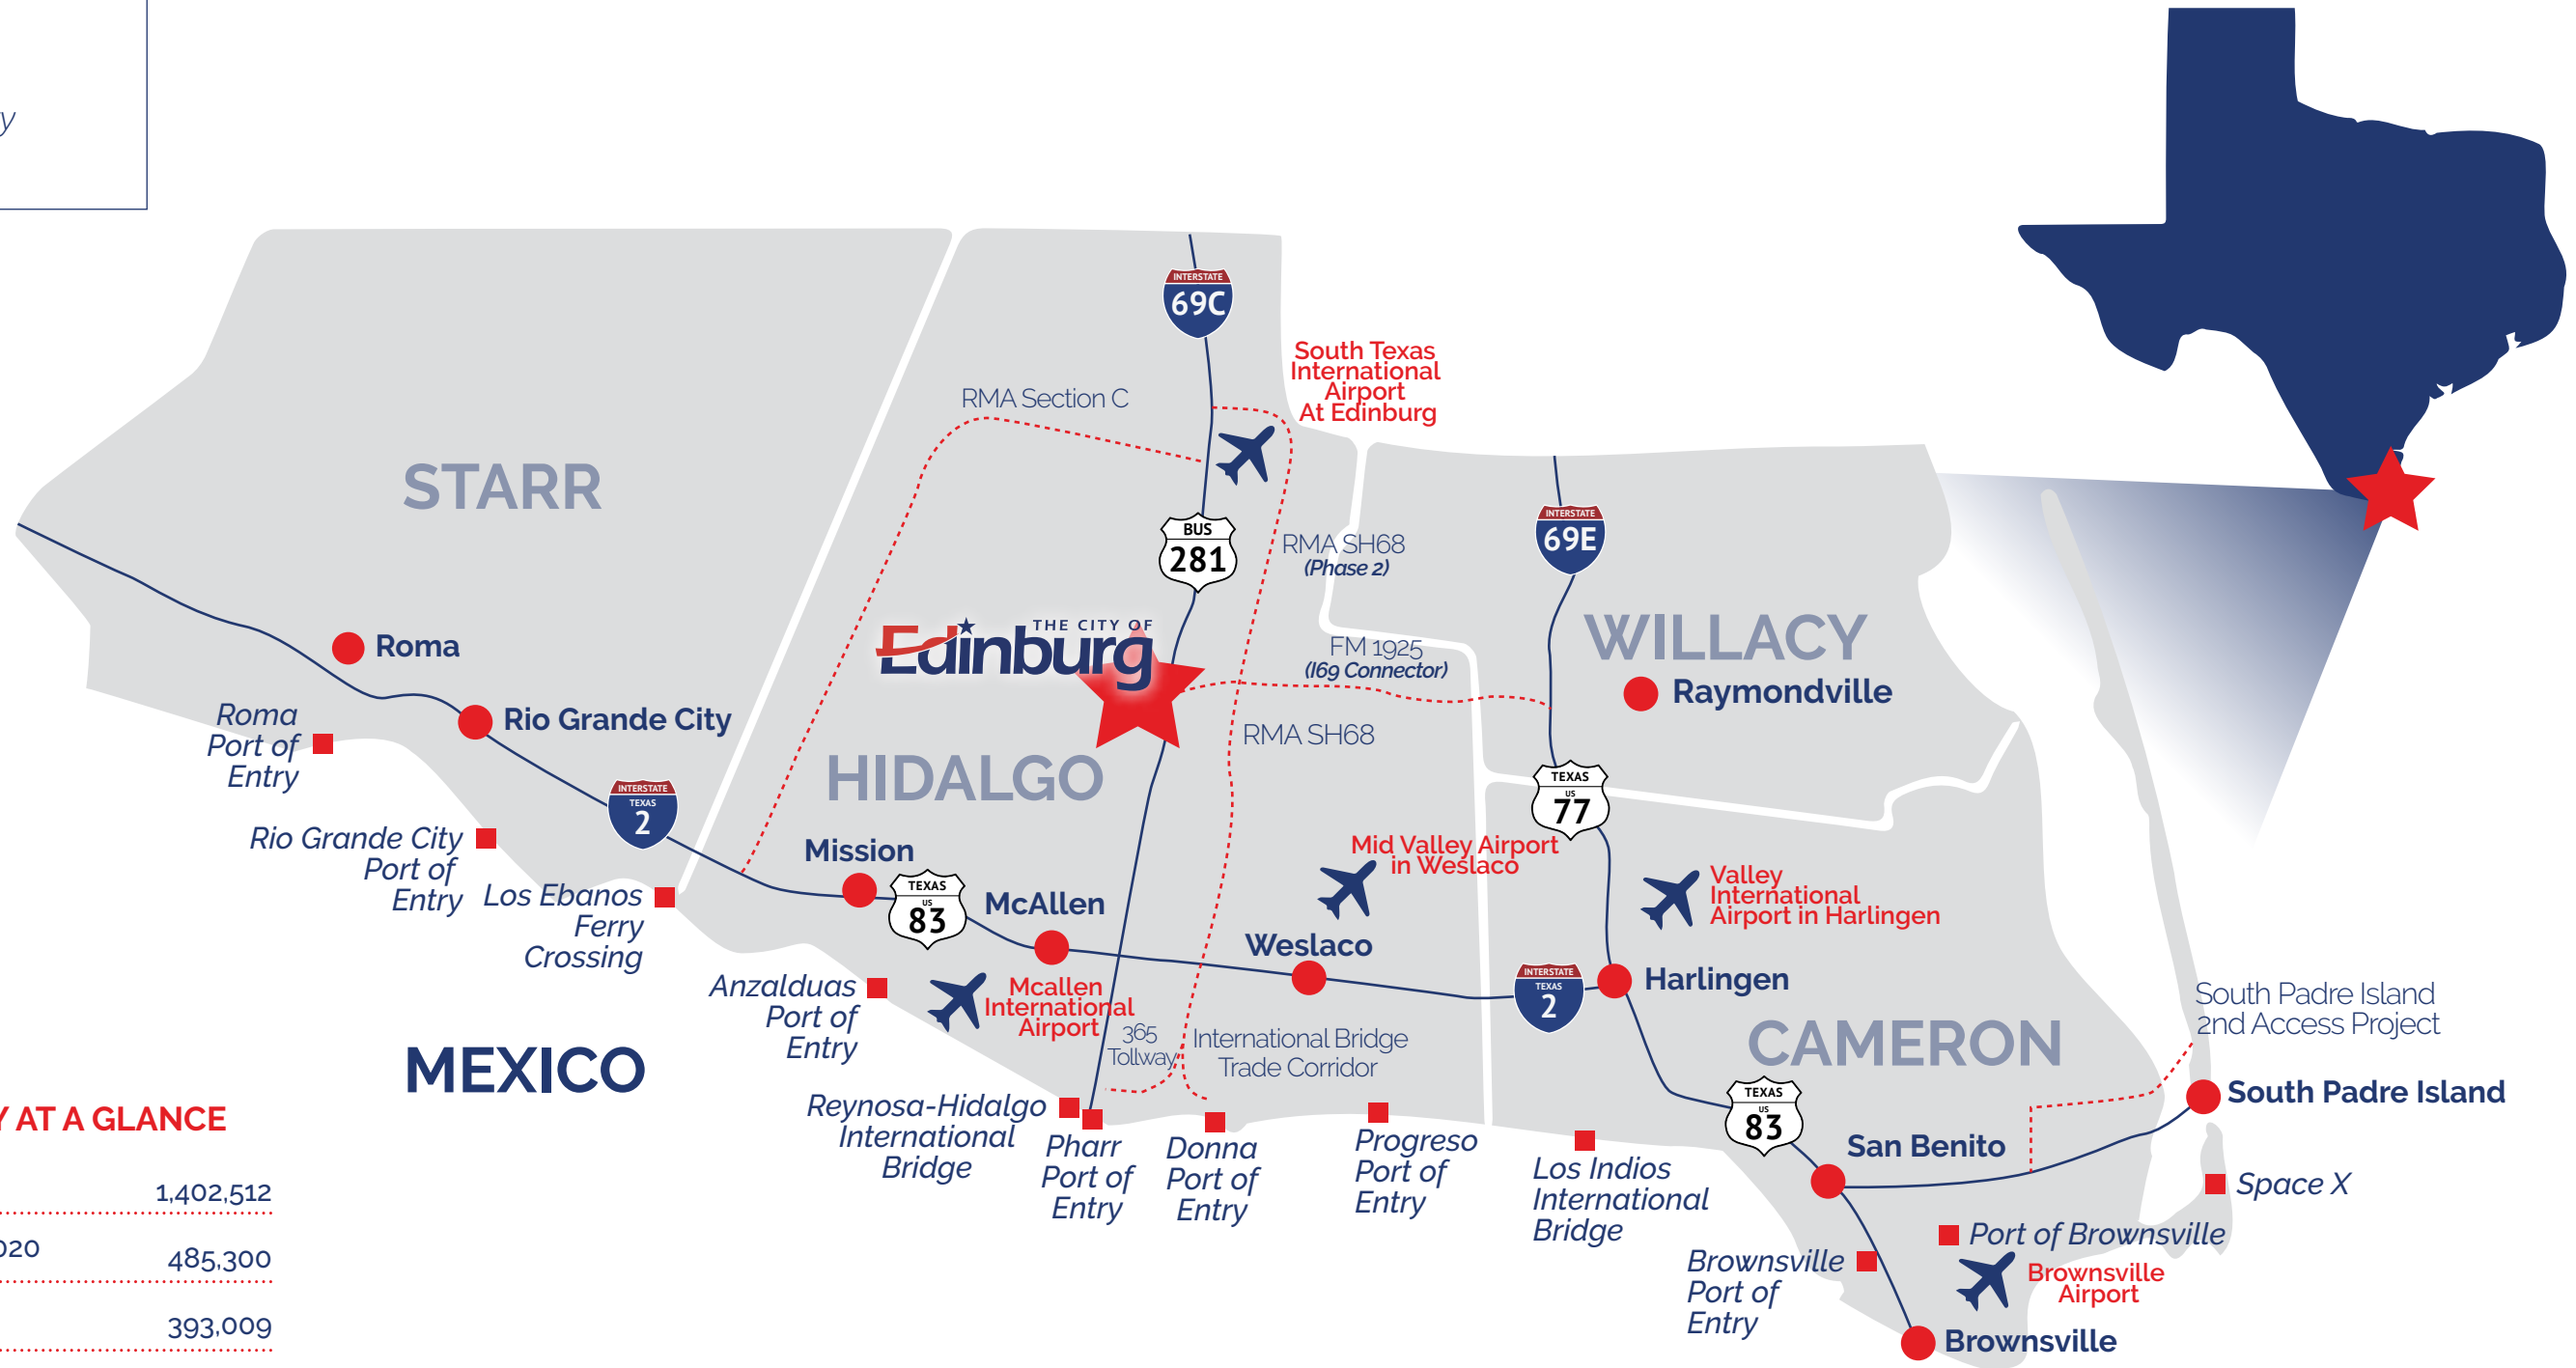 y
INTERSTATE
69C
South Texas
International
Airport
At Edinburg
RMA Section C
STARR
INTERSTATE
69E
BUS
281
RMA SH68
(Phase 2)
THE CITY OF
Edinburg
FM 1925
(I69 Connector)
WILLACY
Raymondville
Roma
Roma
Port of
Entry
Rio Grande City
RMA SH68
HIDALGO
INTERSTATE
TEXAS
2
TEXAS
US
77
Rio Grande City
Port of
Entry
Mission
Mid Valley Airport
in Weslaco
Valley
International
Airport in Harlingen
Los Ebanos
Ferry
Crossing
TEXAS
US
83
McAllen
Weslaco
INTERSTATE
TEXAS
2
Harlingen
Anzalduas
Port of
Entry
Mcallen
International
Airport
365
Tollway
International Bridge
Trade Corridor
CAMERON
South Padre Island
2nd Access Project
MEXICO
South Padre Island
TEXAS
US
83
San Benito
Reynosa-Hidalgo
International
Bridge
Pharr
Port of
Entry
Donna
Port of
Entry
Progreso
Port of
Entry
Los Indios
International
Bridge
Space X
Port of Brownsville
Brownsville
Port of
Entry
Brownsville
Airport
Brownsville
Y AT A GLANCE
1,402,512
020
485,300
393,009